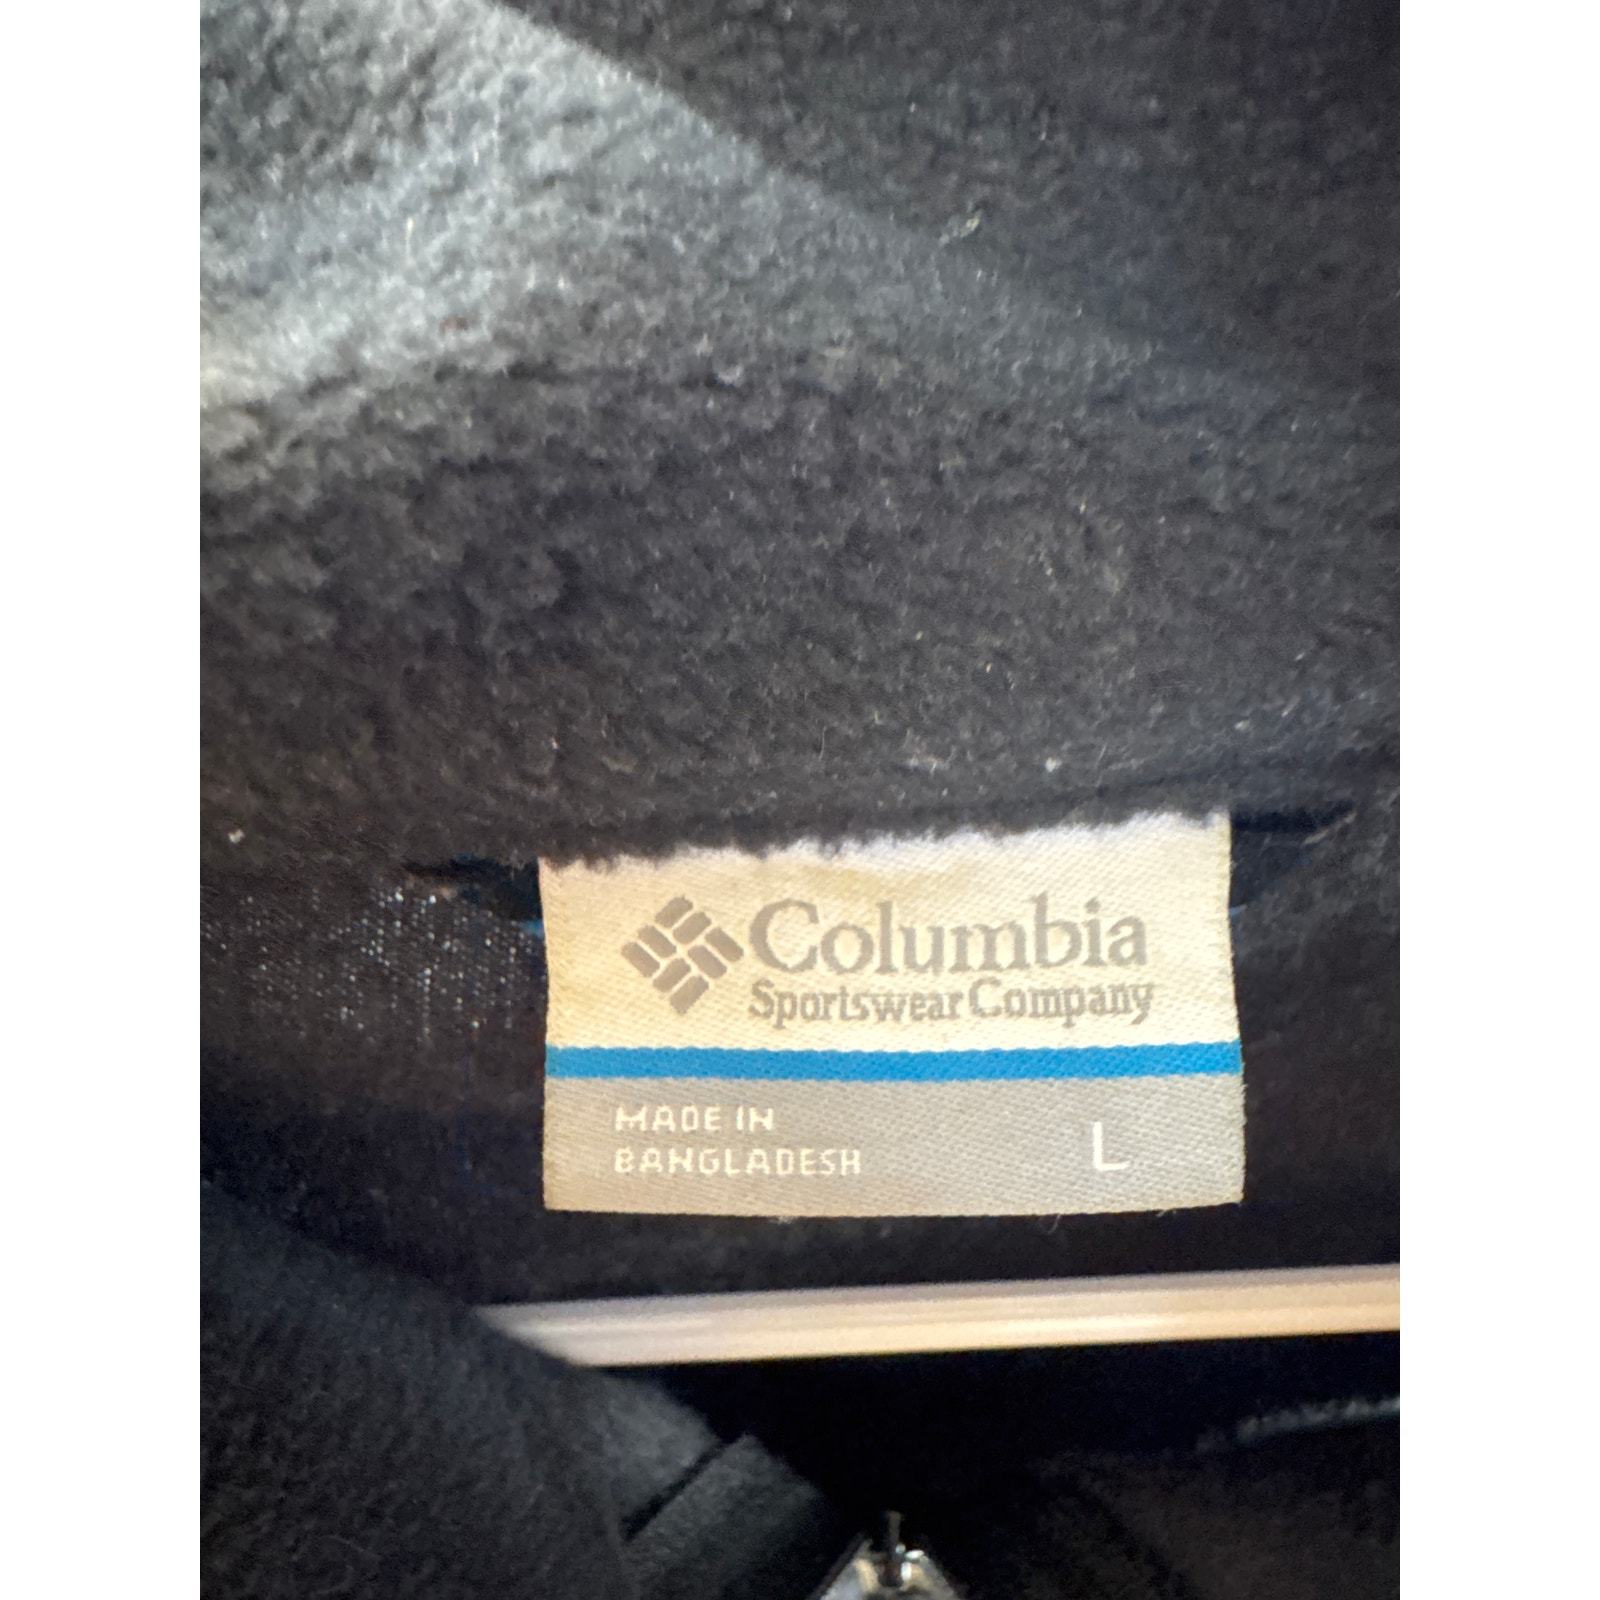 Columbia
Sportswear Company
MADE IN
BANGLADESH
L